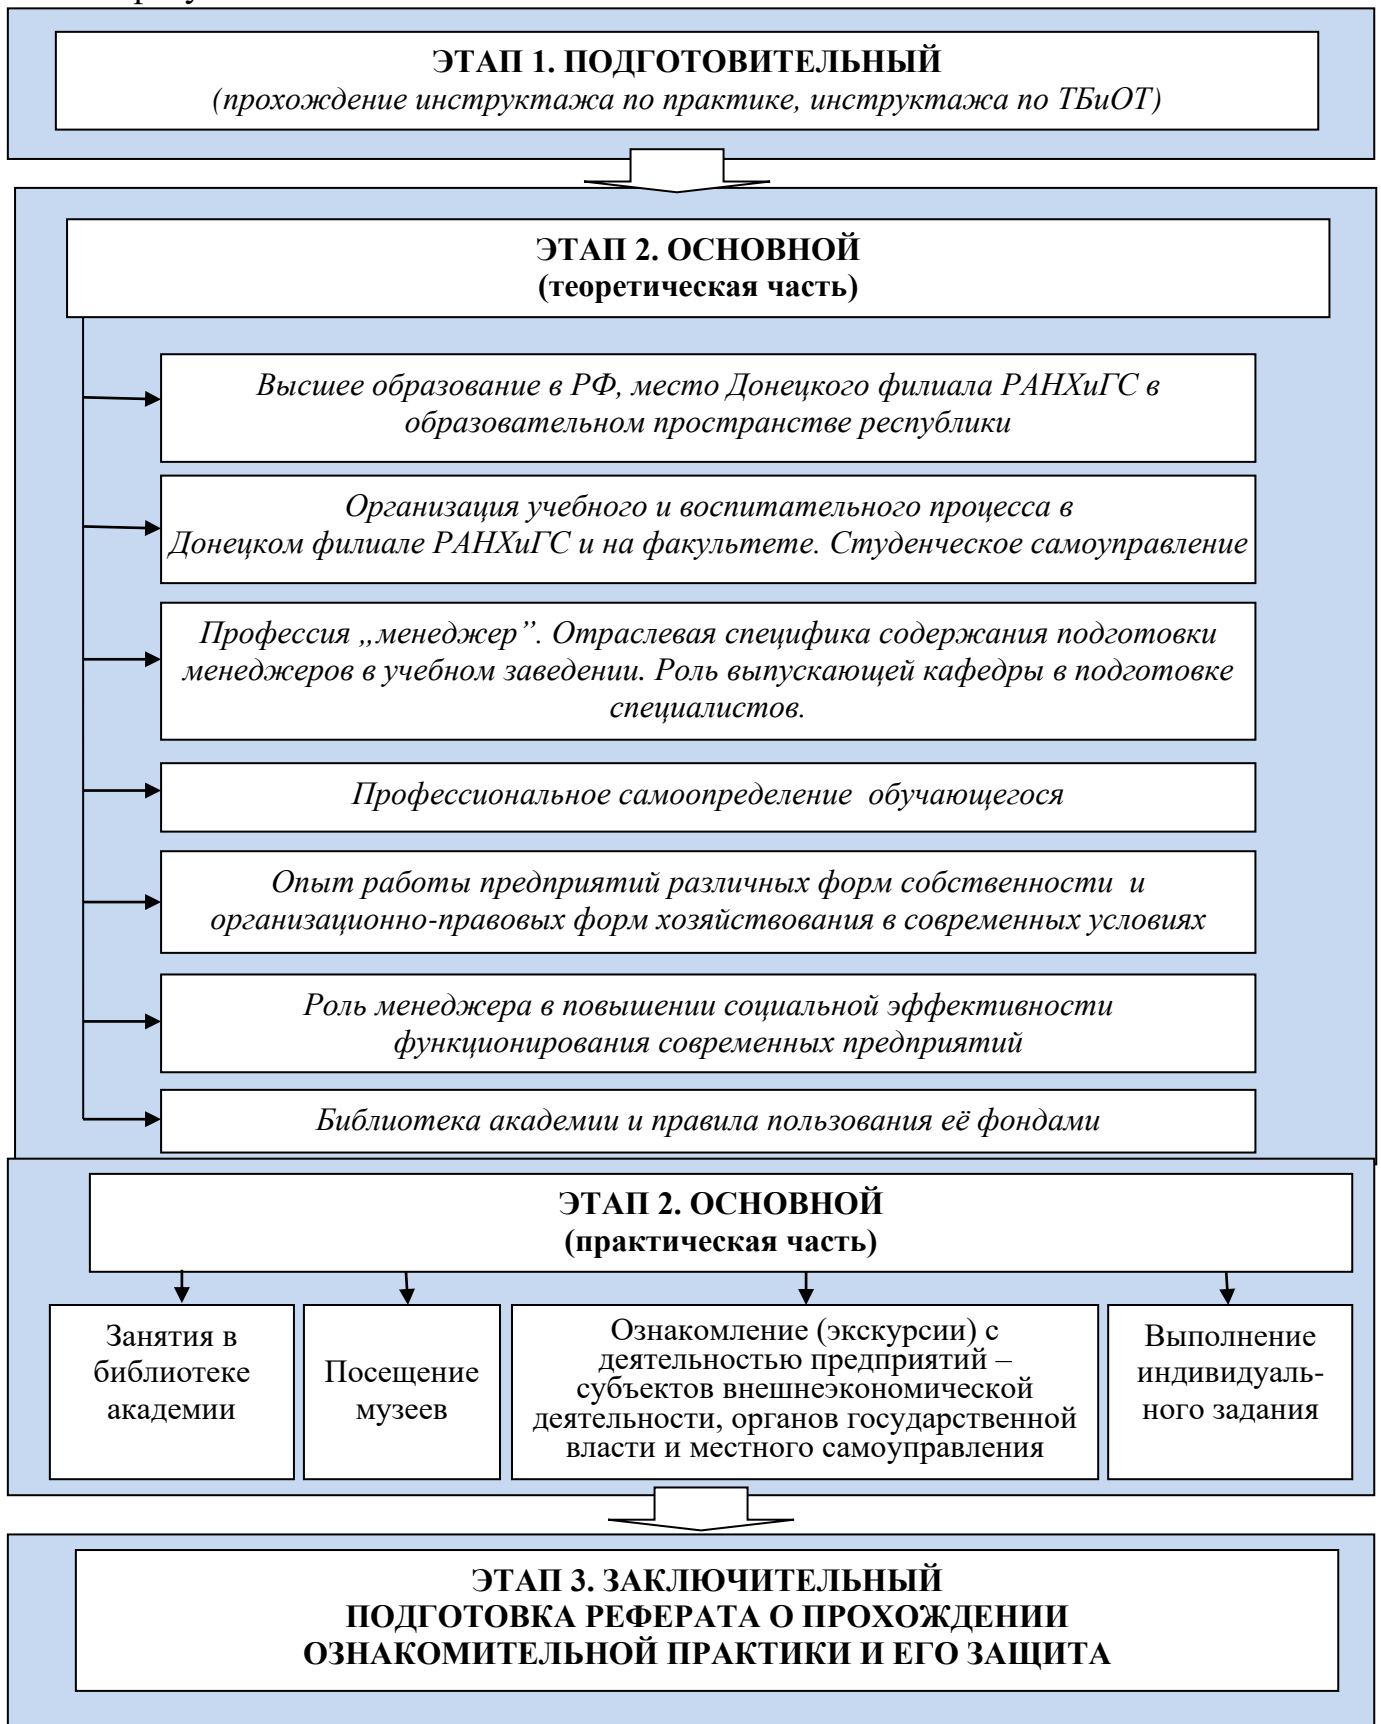 ЭТАП 1. ПОДГОТОВИТЕЛЬНЫЙ
(прохождение инструктажа по практике, инструктажа по ТБиОТ)
ЭТАП 2. ОСНОВНОЙ
(теоретическая часть)
Высшее образование в РФ, место Донецкого филиала РАНХиГС в
образовательном пространстве республики
Организация учебного и воспитательного процесса в
Донецком филиале РАНХиГС и на факультете. Студенческое самоуправление
Профессия „менеджер”. Отраслевая специфика содержания подготовки
менеджеров в учебном заведении. Роль выпускающей кафедры в подготовке
специалистов.
Профессиональное самоопределение обучающегося
Опыт работы предприятий различных форм собственности и
организационно-правовых форм хозяйствования в современных условиях
Роль менеджера в повышении социальной эффективности
функционирования современных предприятий
Библиотека академии и правила пользования её фондами
ЭТАП 2. ОСНОВНОЙ
(практическая часть)
Занятия в
библиотеке
академии
Посещение
музеев
Ознакомление (экскурсии) с
деятельностью предприятий –
субъектов внешнеэкономической
деятельности, органов государственной
власти и местного самоуправления
Выполнение
индивидуаль-
ного задания
ЭТАП 3. ЗАКЛЮЧИТЕЛЬНЫЙ
ПОДГОТОВКА РЕФЕРАТА О ПРОХОЖДЕНИИ
ОЗНАКОМИТЕЛЬНОЙ ПРАКТИКИ И ЕГО ЗАЩИТА